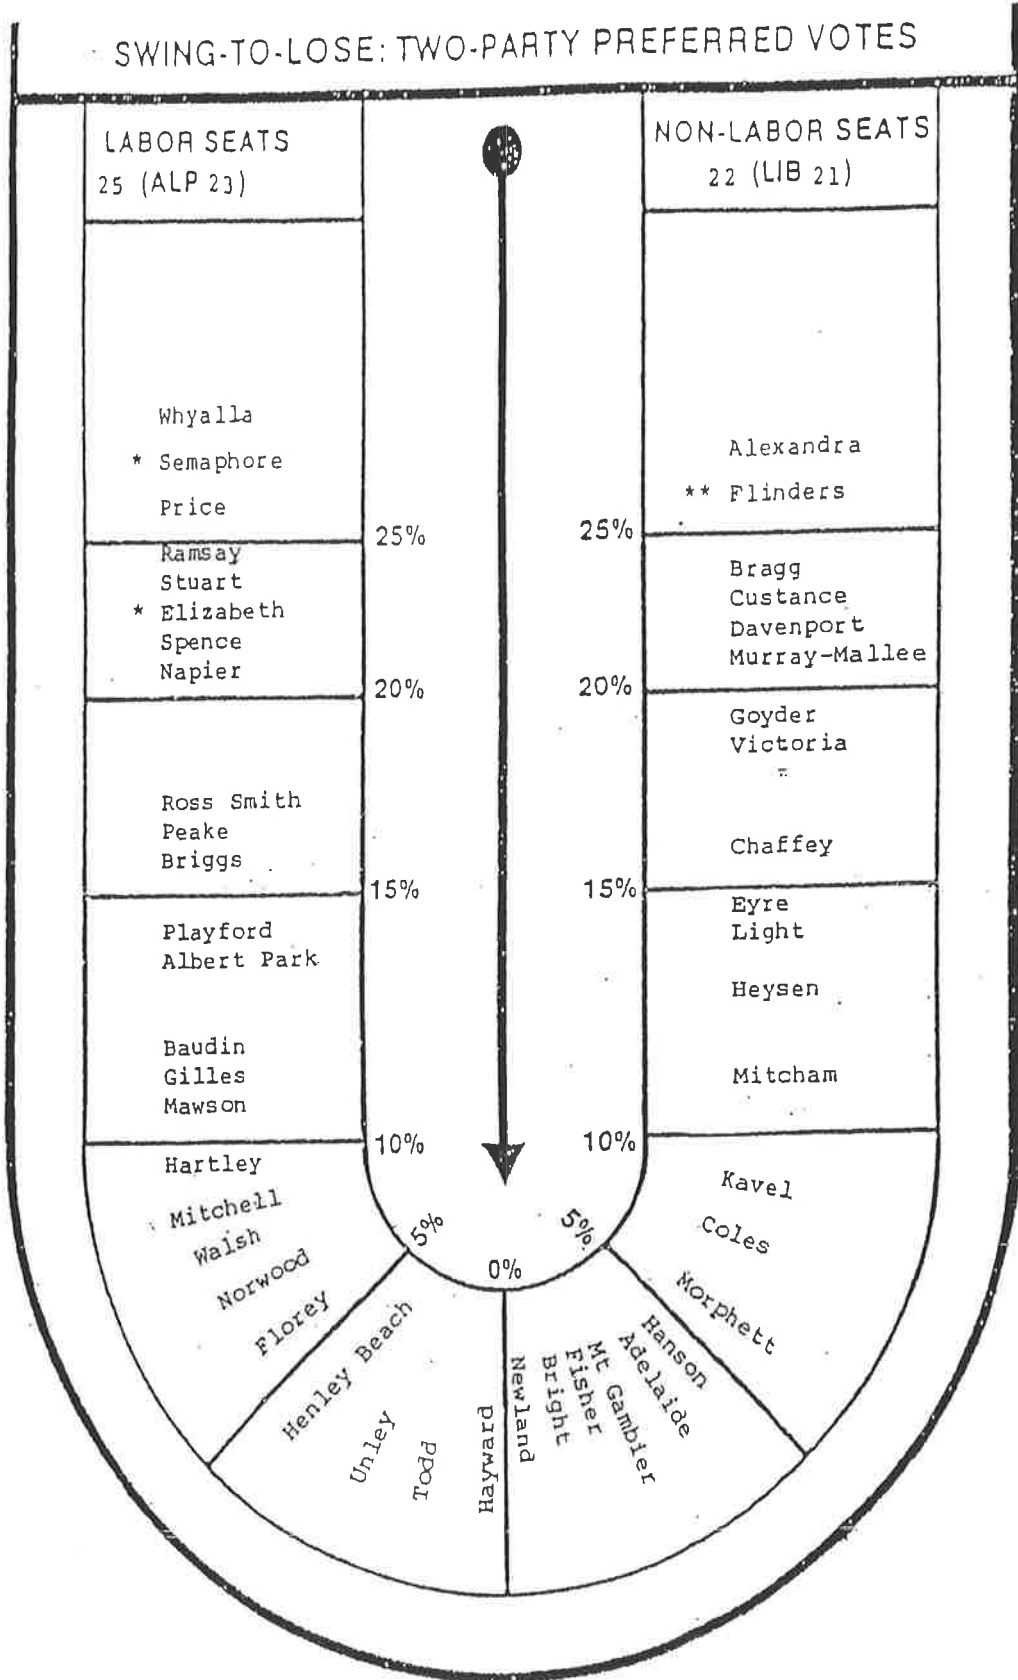 SWING-TO-LOSE: TWO-PARTY PREFERRED VOTES
LABOR SEATS
25 (ALP 23)
NON-LABOR SEATS
22 (LIB 21)
Whyalla
* Semaphore
Price
25%
Ramsay
Stuart
* Elizabeth
Spence
Napier
20%
Ross Smith
Peake
Briggs
15%
Playford
Albert Park
Baudin
Gilles
Mawson
10%
Hartley
Mitchell
Walsh
Norwood
Florey
5%
Henley Beach
Unley
Todd
Hayward
0%
Alexandra
** Flinders
25%
Bragg
Custance
Davenport
Murray-Mallee
20%
Goyder
Victoria
Chaffey
15%
Eyre
Light
Heysen
Mitcham
10%
Kavel
Coles
Morphett
5%
Hanson
Adelaide
Mt Gambier
Fisher
Bright
Newland